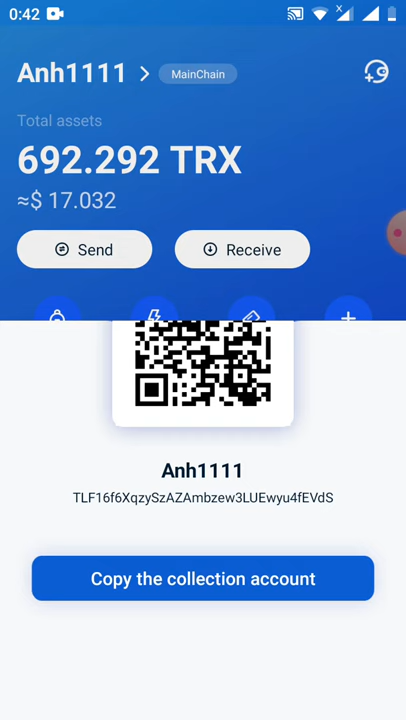 0:42
Anh1111
MainChain
Total assets
692.292 TRX
≈$ 17.032
Send
Receive
Anh1111
TLF16f6XqzySzAZAmbzew3LUEwyu4fEVdS
Copy the collection account